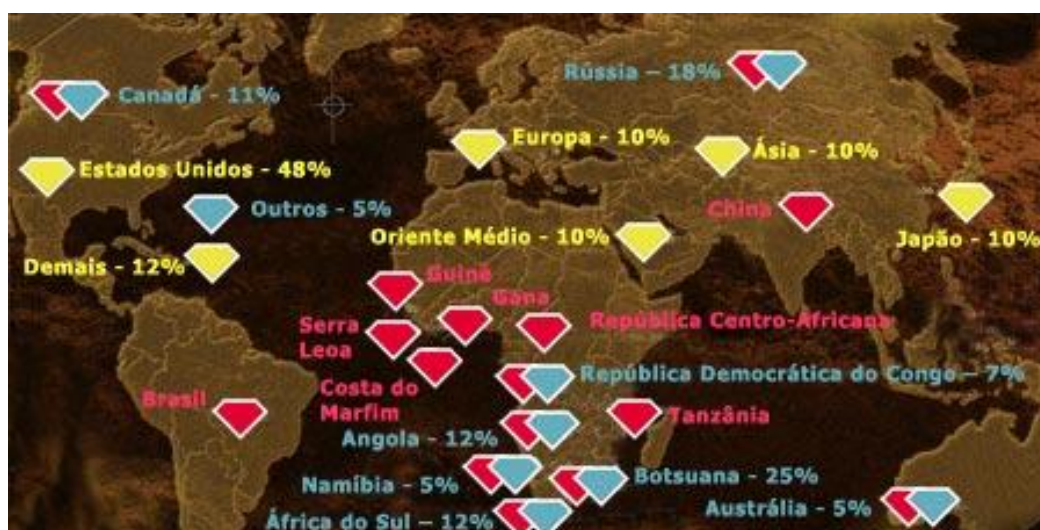 Rússia – 18%
Canadá - 11%
Europa - 10%
Ásia - 10%
Estados Unidos - 48%
Outros - 5%
China
Oriente Médio - 10%
Japão - 10%
Demais - 12%
Guiné
Gana
Serra
Leoa
República Centro-Africana
República Democrática do Congo – 7%
Costa do
Marfim
Brasil
Tanzânia
Angola - 12%
Namíbia - 5%
Botsuana - 25%
Austrália - 5%
África do Sul – 12%